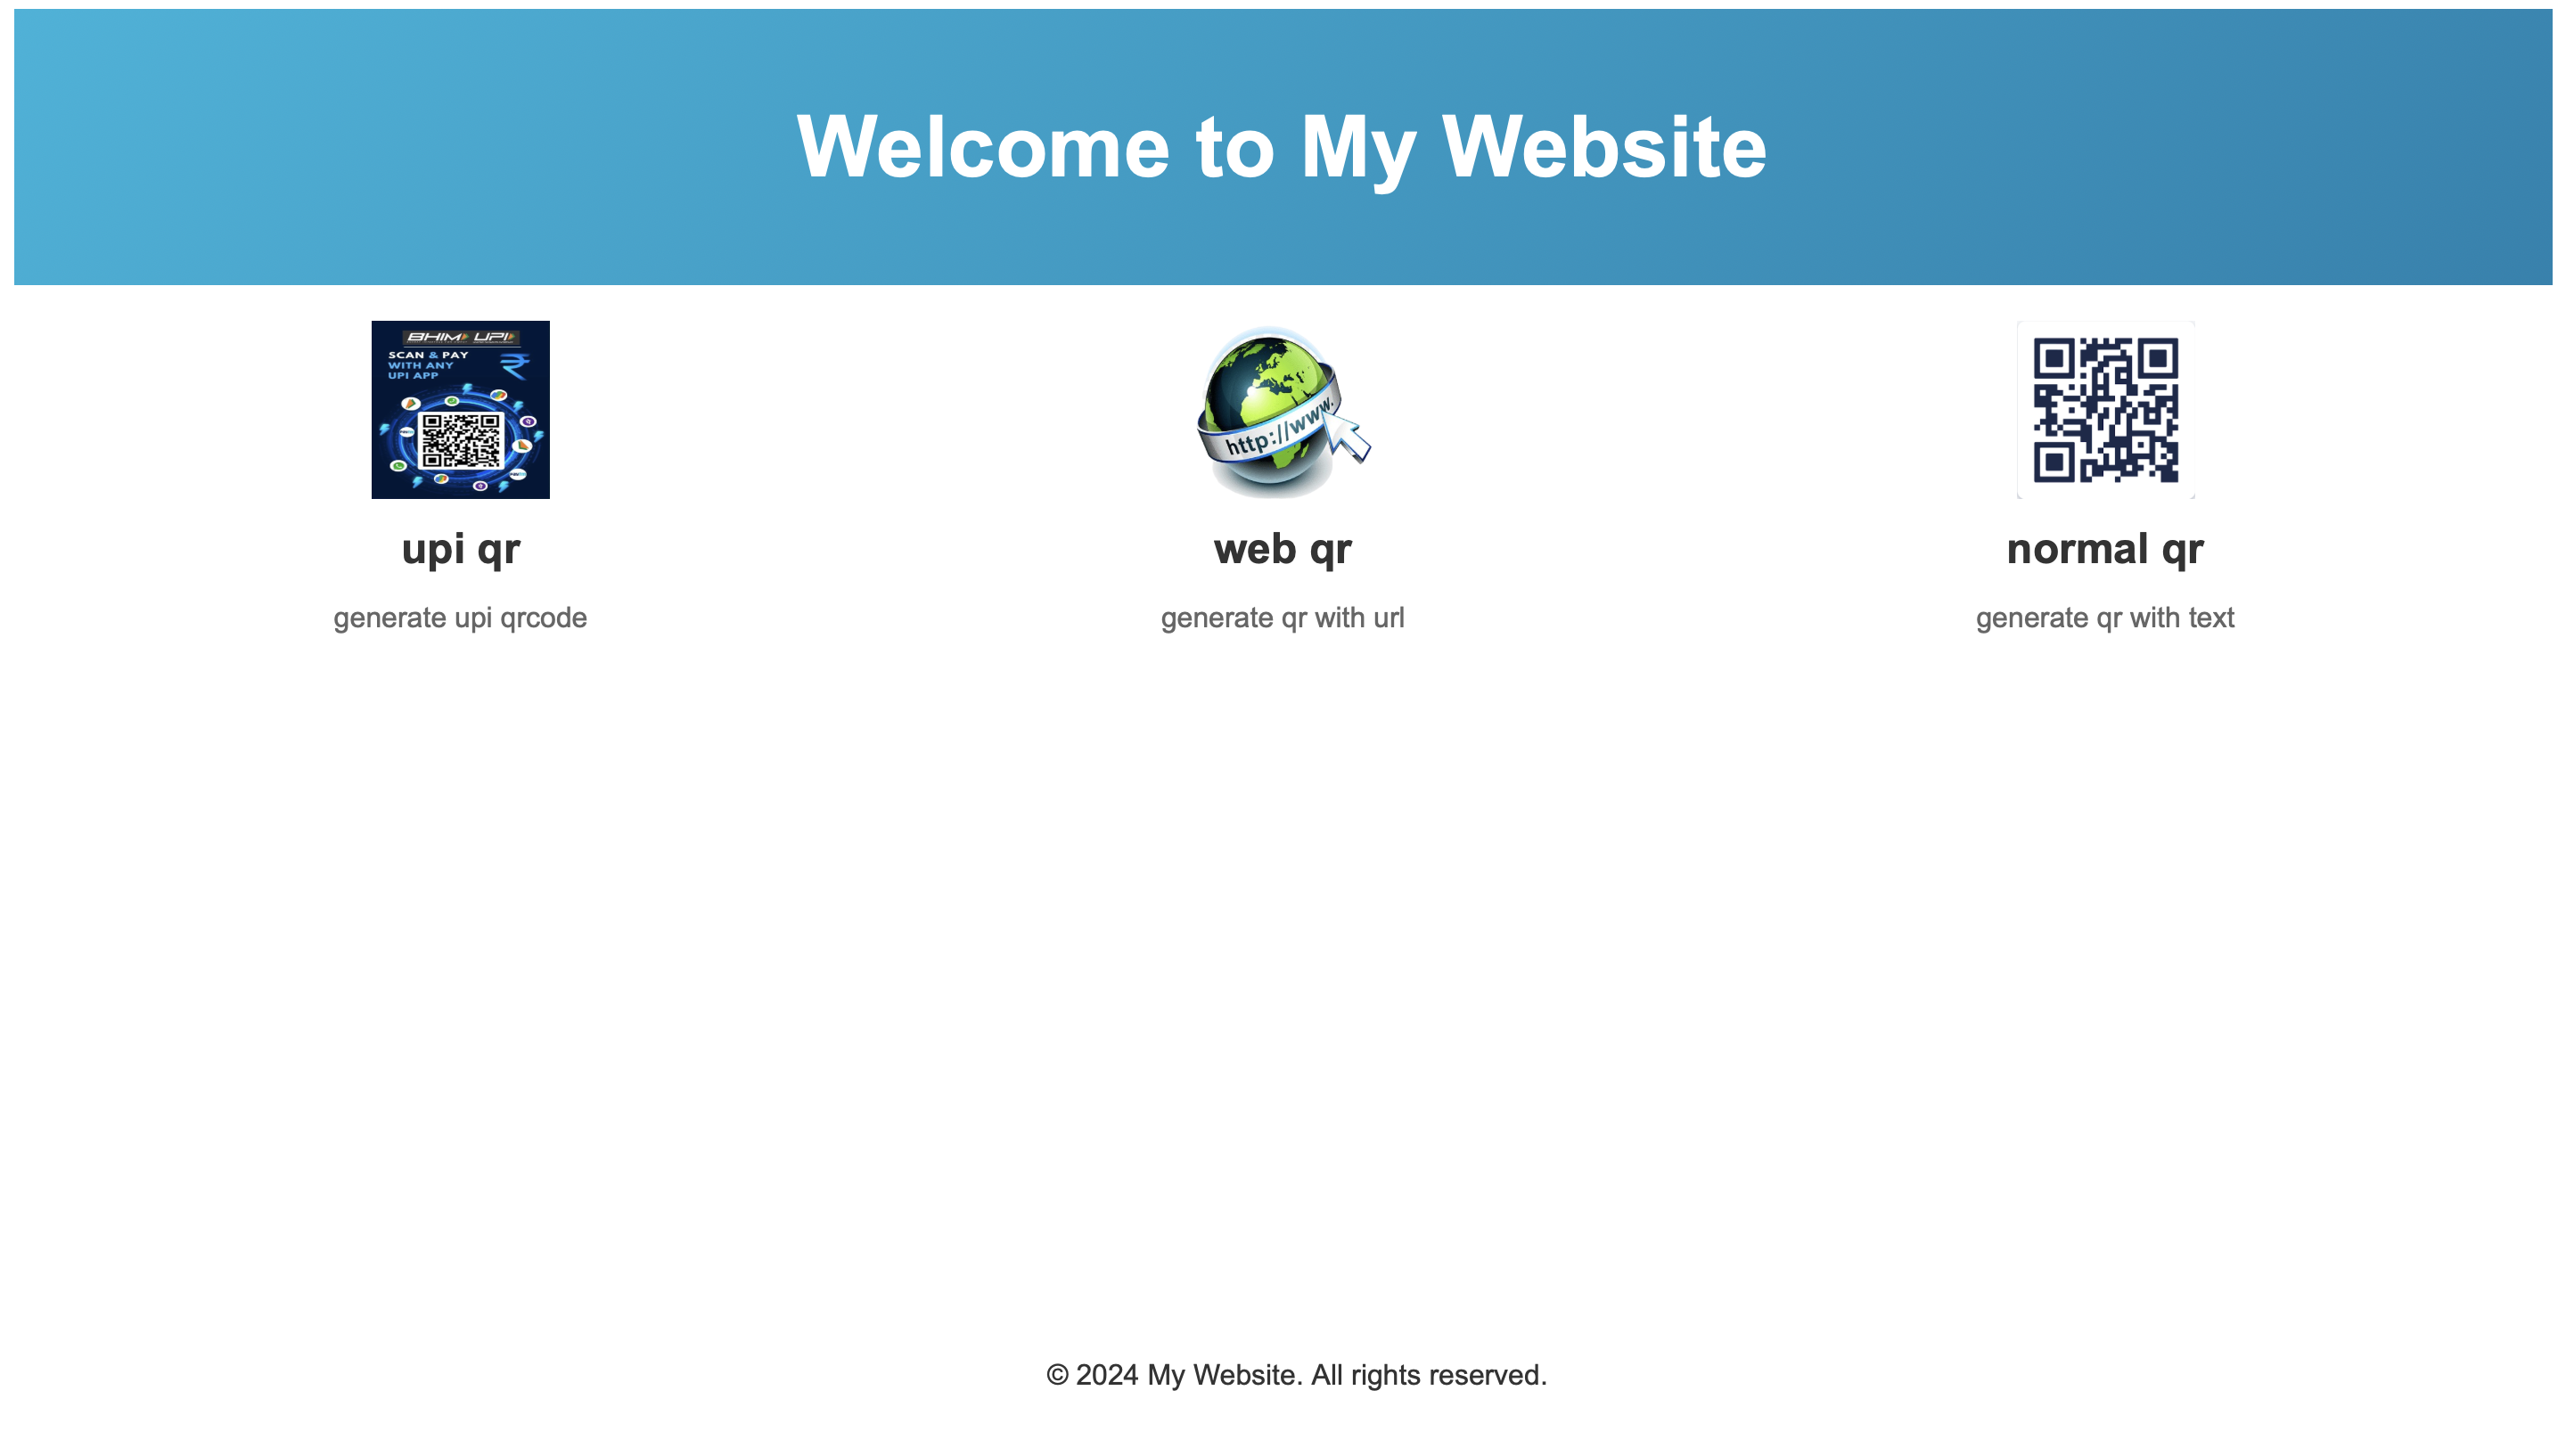 Welcome to My Website
BHIM UPI
SCAN & PAY
WITH ANY
UPI APP
http://www.
upi qr
web qr
normal qr
generate upi qrcode
generate qr with url
generate qr with text
© 2024 My Website. All rights reserved.